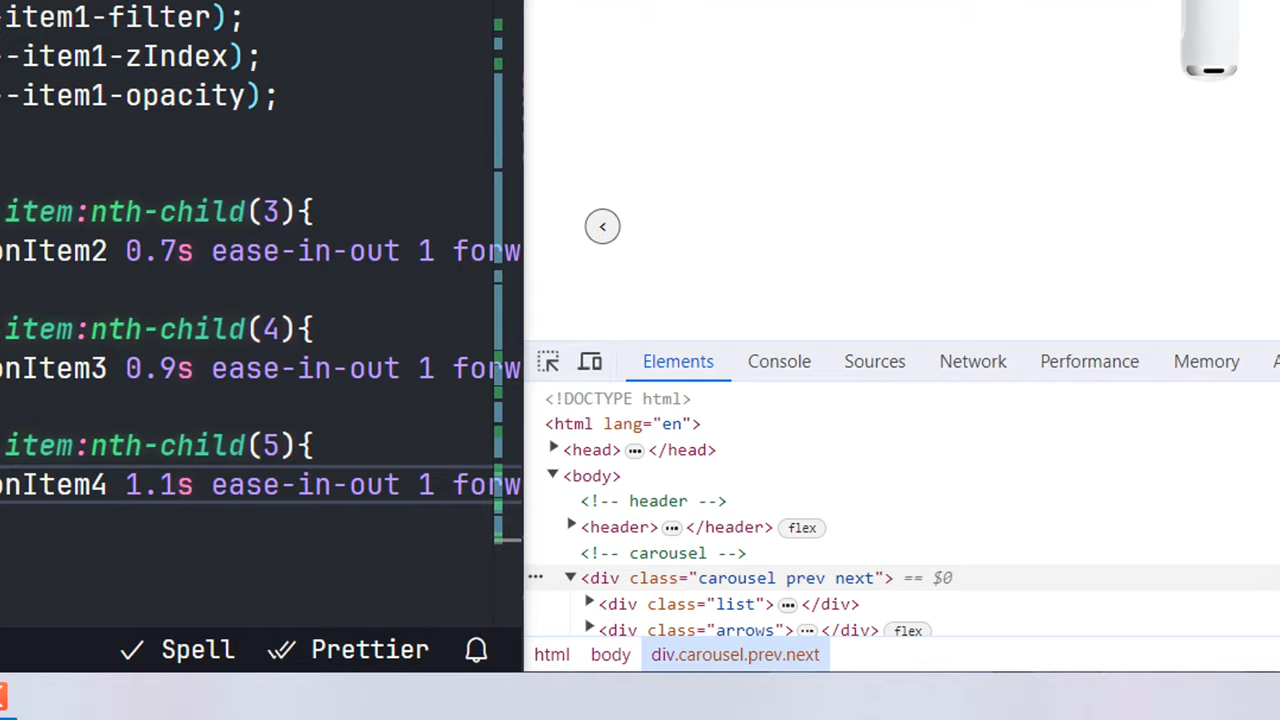 -item1-filter);
--item1-zIndex);
--item1-opacity);
item:nth-child(3){
onItem2 0.7s ease-in-out 1 forw
item:nth-child(4){
onItem3 0.9s ease-in-out 1 forw
item:nth-child(5){
onItem4 1.1s ease-in-out 1 forw
Spell Prettier
<
Elements Console Sources Network Performance Memory A
<!DOCTYPE html>
<html lang="en">
<head> ••• </head>
<body>
<!-- header -->
<header> ••• </header> flex
<!-- carousel -->
••• <div class="carousel prev next"> == $0
<div class="list"> ••• </div>
<div class="arrows"> ••• </div> flex
html body div.carousel.prev.next